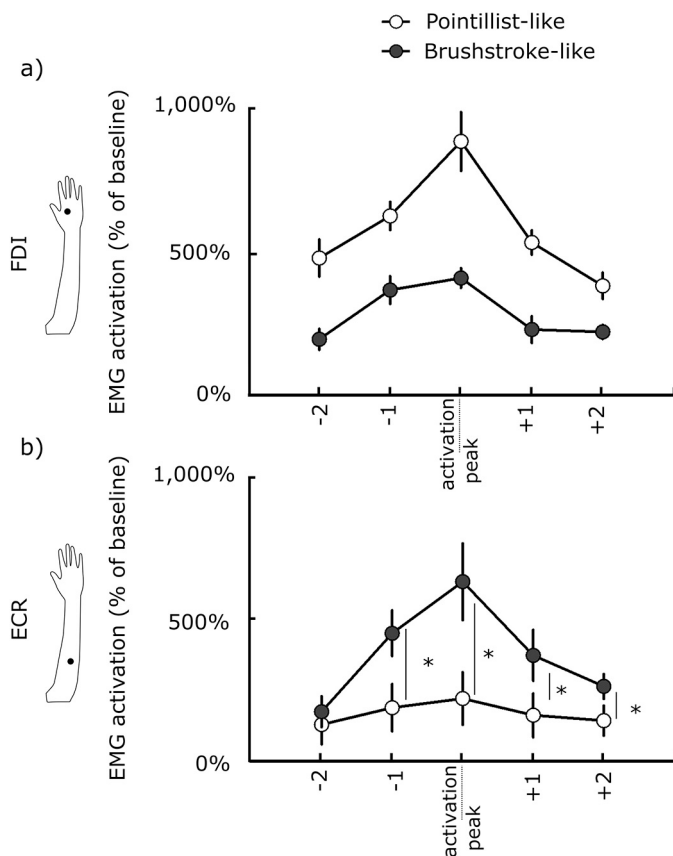 Pointillist-like
Brushstroke-like
a)
FDI
EMG activation (% of baseline)
1,000%
500%
0%
-2
-1
activation
peak
+1
+2
b)
ECR
EMG activation (% of baseline)
1,000%
500%
0%
*
*
*
*
-2
-1
activation
peak
+1
+2